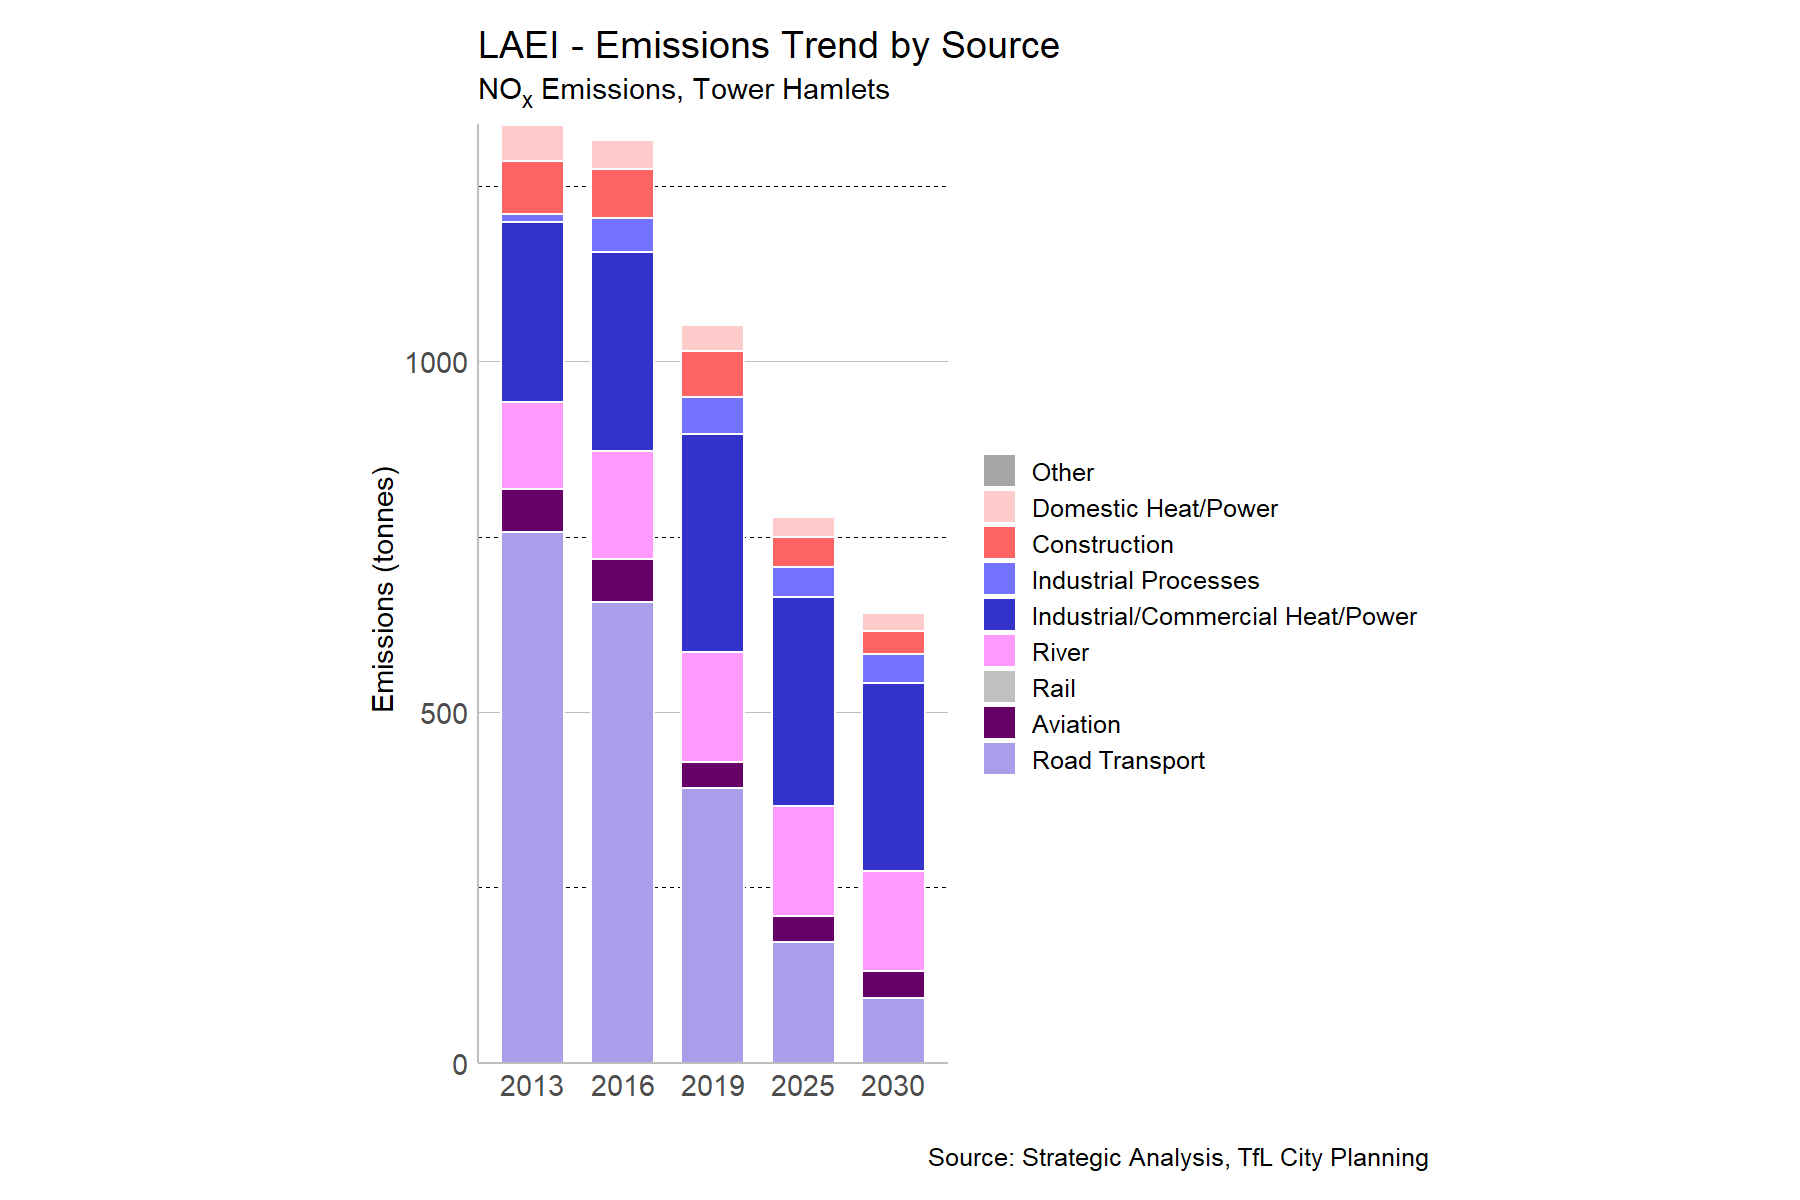 LAEI - Emissions Trend by Source
NOx Emissions, Tower Hamlets
Emissions (tonnes)
1000
500
0
2013 2016 2019 2025 2030
Other
Domestic Heat/Power
Construction
Industrial Processes
Industrial/Commercial Heat/Power
River
Rail
Aviation
Road Transport
Source: Strategic Analysis, TfL City Planning